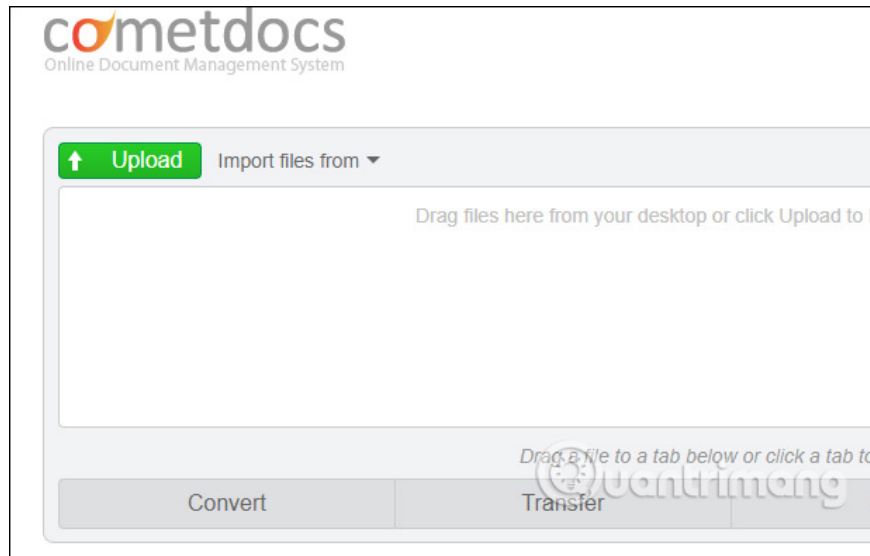 cometdocs
Online Document Management System
Upload
Import files from
Drag files here from your desktop or click Upload to
Drag a file to a tab below or click a tab to
Quantrimang
Convert
Transfer